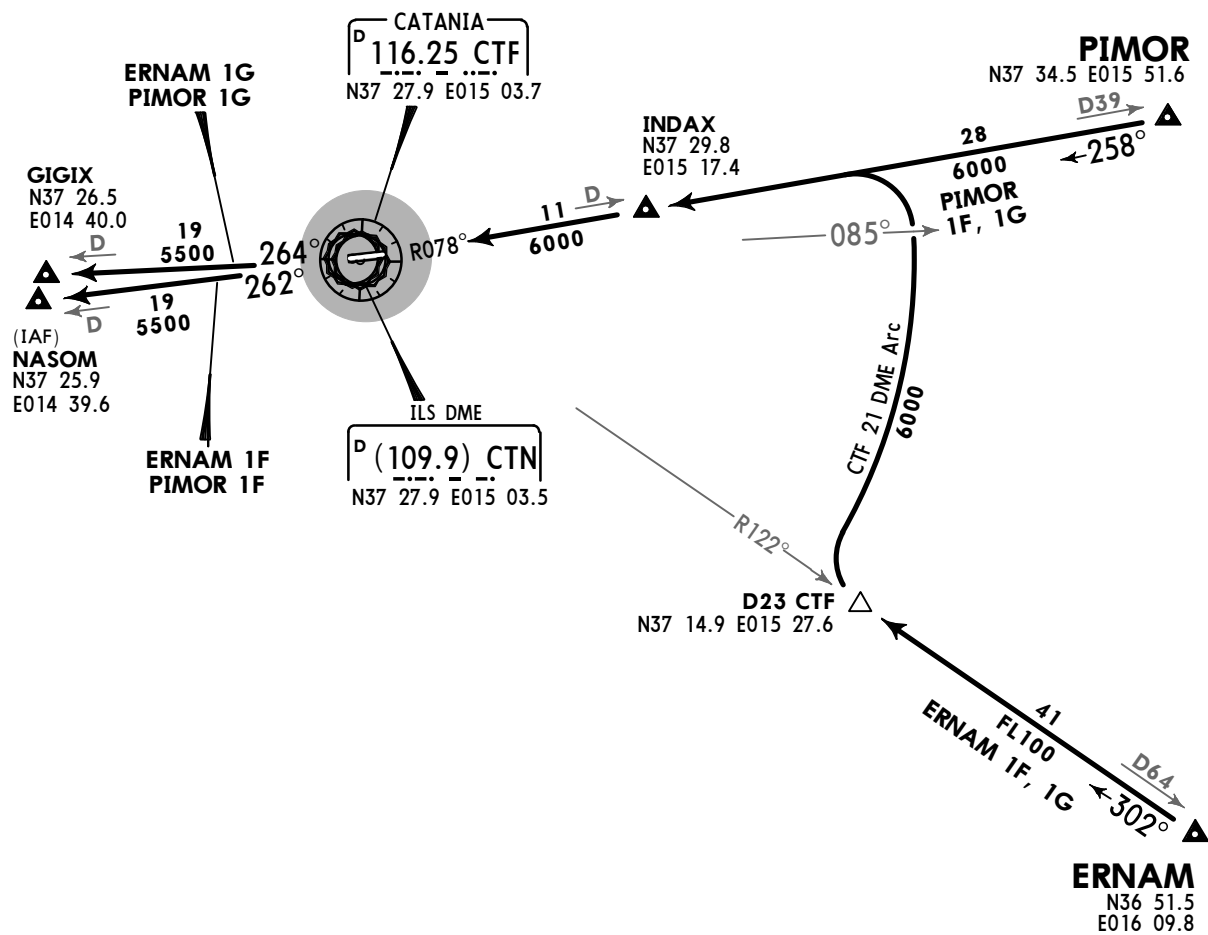 CATANIA
D 116.25 CTF
N37 27.9 E015 03.7
PIMOR
N37 34.5 E015 51.6
D39
28
6000
258°
PIMOR
1F, 1G
ERNAM 1G
PIMOR 1G
INDAX
N37 29.8
E015 17.4
GIGIX
N37 26.5
E014 40.0
D
19
5500
264°
262°
19
5500
D
R078°
11
6000
D
085°
(IAF)
NASOM
N37 25.9
E014 39.6
ERNAM 1F
PIMOR 1F
ILS DME
D (109.9) CTN
N37 27.9 E015 03.5
CTF 21 DME Arc
6000
R122°
D23 CTF
N37 14.9 E015 27.6
41
FL100
ERNAM 1F, 1G
D64
302°
ERNAM
N36 51.5
E016 09.8